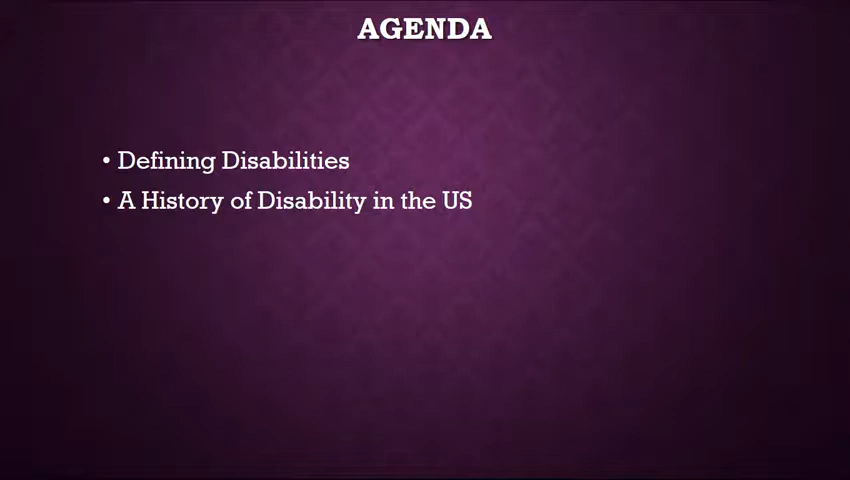 AGENDA
• Defining Disabilities
• A History of Disability in the US